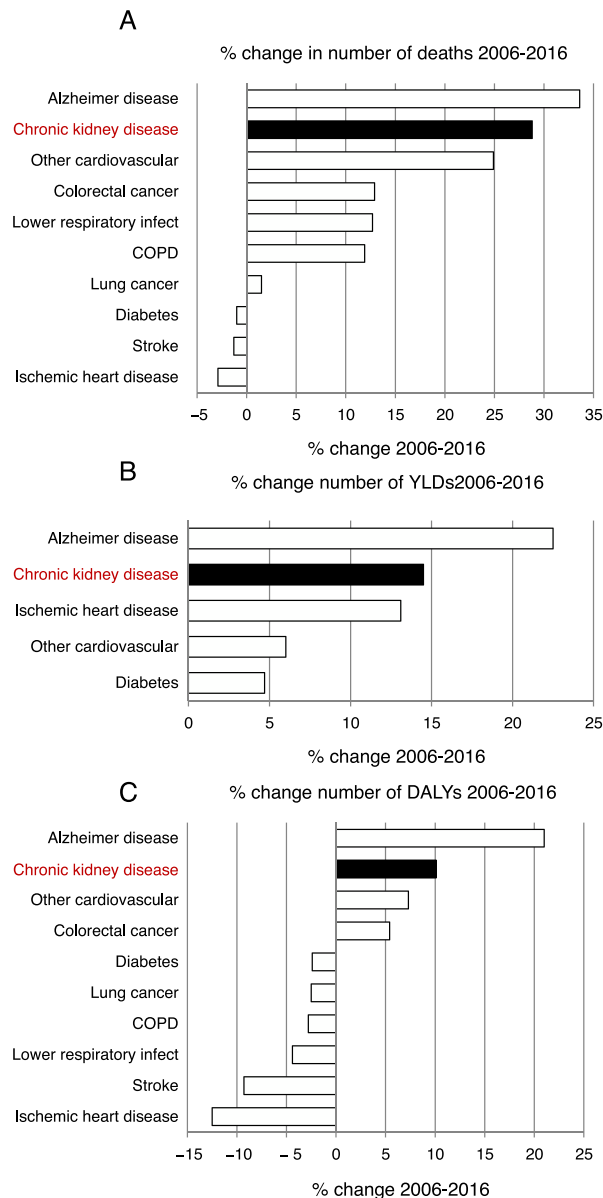 A
% change in number of deaths 2006-2016
Alzheimer disease
Chronic kidney disease
Other cardiovascular
Colorectal cancer
Lower respiratory infect
COPD
Lung cancer
Diabetes
Stroke
Ischemic heart disease
−5 0 5 10 15 20 25 30 35
% change 2006-2016
B
% change number of YLDs2006-2016
Alzheimer disease
Chronic kidney disease
Ischemic heart disease
Other cardiovascular
Diabetes
0 5 10 15 20 25
% change 2006-2016
C
% change number of DALYs 2006-2016
Alzheimer disease
Chronic kidney disease
Other cardiovascular
Colorectal cancer
Diabetes
Lung cancer
COPD
Lower respiratory infect
Stroke
Ischemic heart disease
−15 −10 − 5 0 5 10 15 20 25
% change 2006-2016